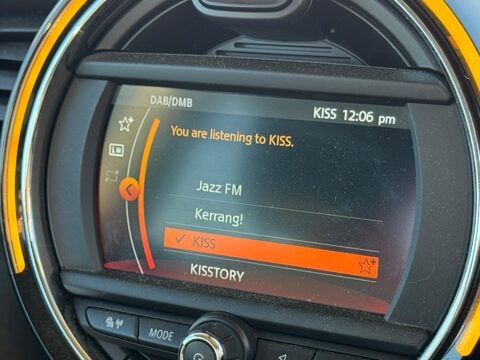 DAB/DMB
KISS 12:06 pm
You are listening to KISS.
Jazz FM
Kerrang!
KISS
KISSTORY
MODE